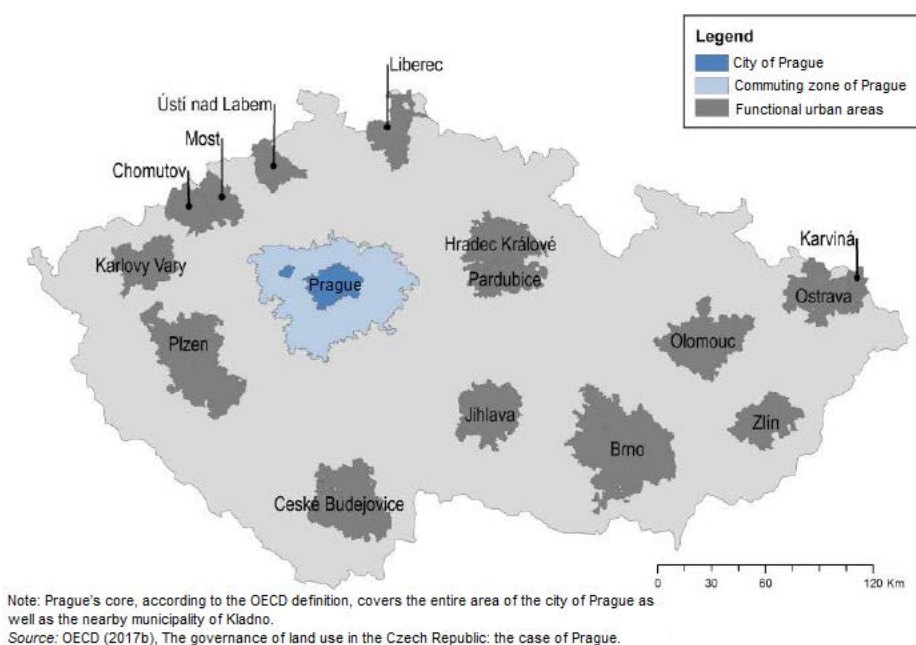 Legend
City of Prague
Commuting zone of Prague
Functional urban areas
Liberec
Ústí nad Labem
Most
Chomutov
Karlovy Vary
Prague
Hradec Králové
Pardubice
Karviná
Ostrava
Plzen
Olomouc
Jihlava
Brno
Zlín
Ceské Budejovice
0 30 60 120 Km
Note: Prague's core, according to the OECD definition, covers the entire area of the city of Prague as
well as the nearby municipality of Kladno.
Source: OECD (2017b), The governance of land use in the Czech Republic: the case of Prague.